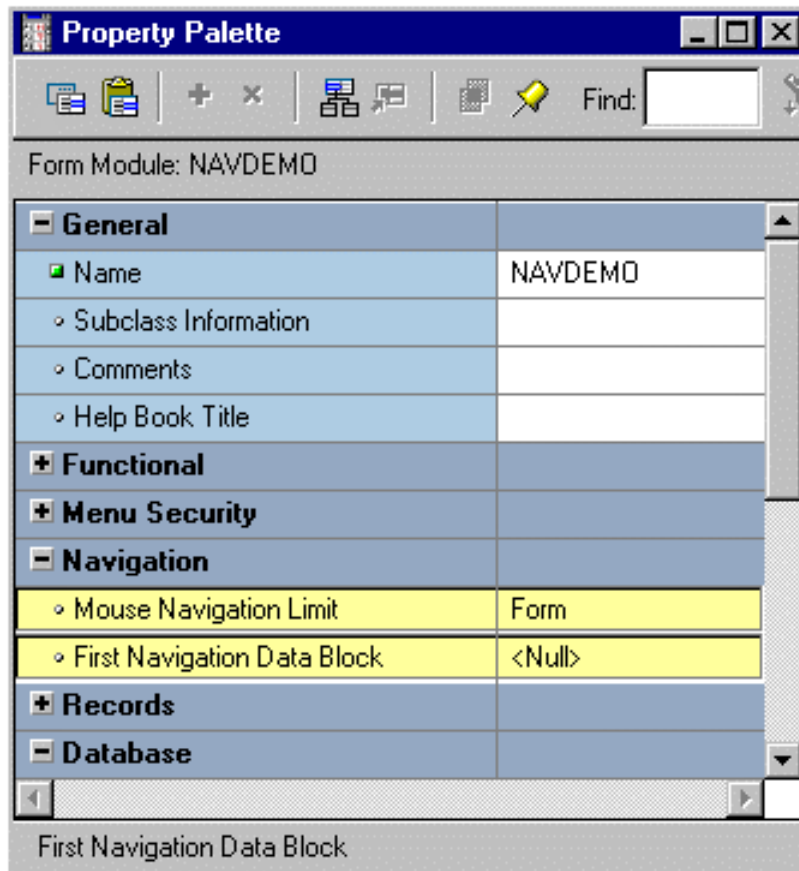 Property Palette
Find:
Form Module: NAVDEMO
General
Name NAVDEMO
Subclass Information
Comments
Help Book Title
Functional
Menu Security
Navigation
Mouse Navigation Limit Form
First Navigation Data Block <Null>
Records
Database
First Navigation Data Block